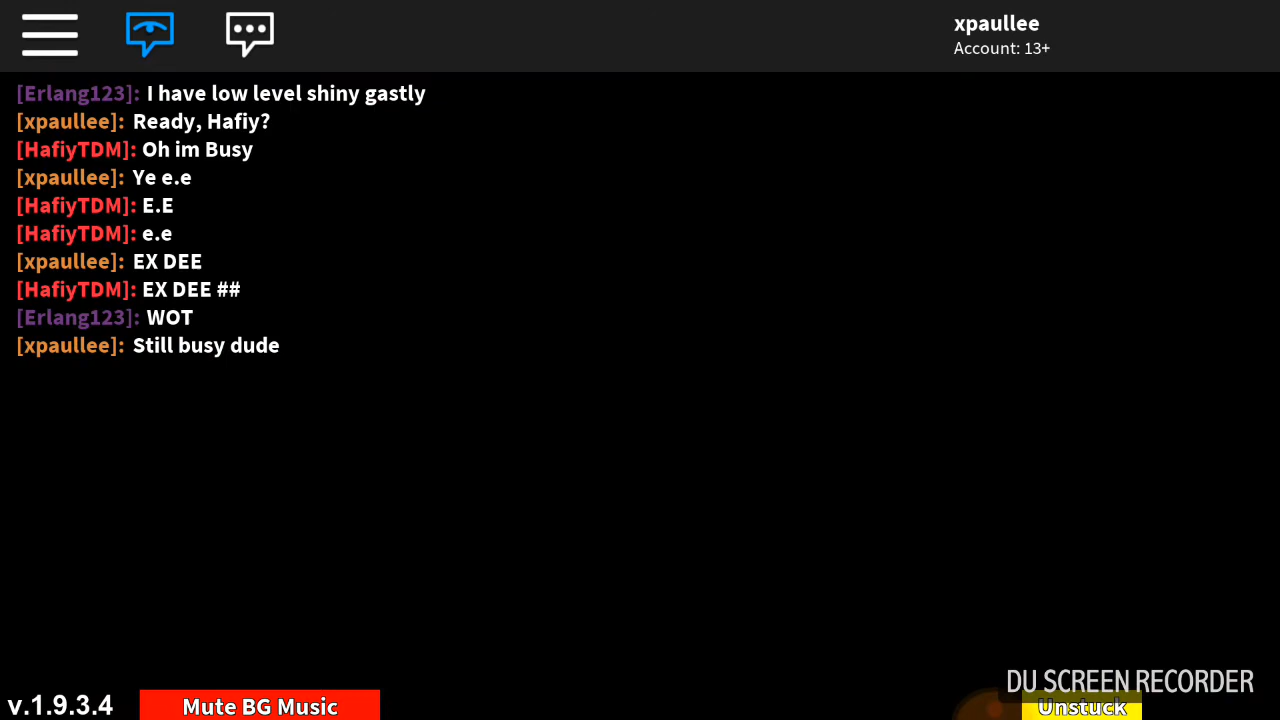 xpaullee
Account: 13+
[Erlang123]: I have low level shiny gastly
[xpaullee]: Ready, Hafiy?
[HafiyTDM]: Oh im Busy
[xpaullee]: Ye e.e
[HafiyTDM]: E.E
[HafiyTDM]: e.e
[xpaullee]: EX DEE
[HafiyTDM]: EX DEE ##
[Erlang123]: WOT
[xpaullee]: Still busy dude
DU SCREEN RECORDER
v.1.9.3.4 Mute BG Music Unstuck